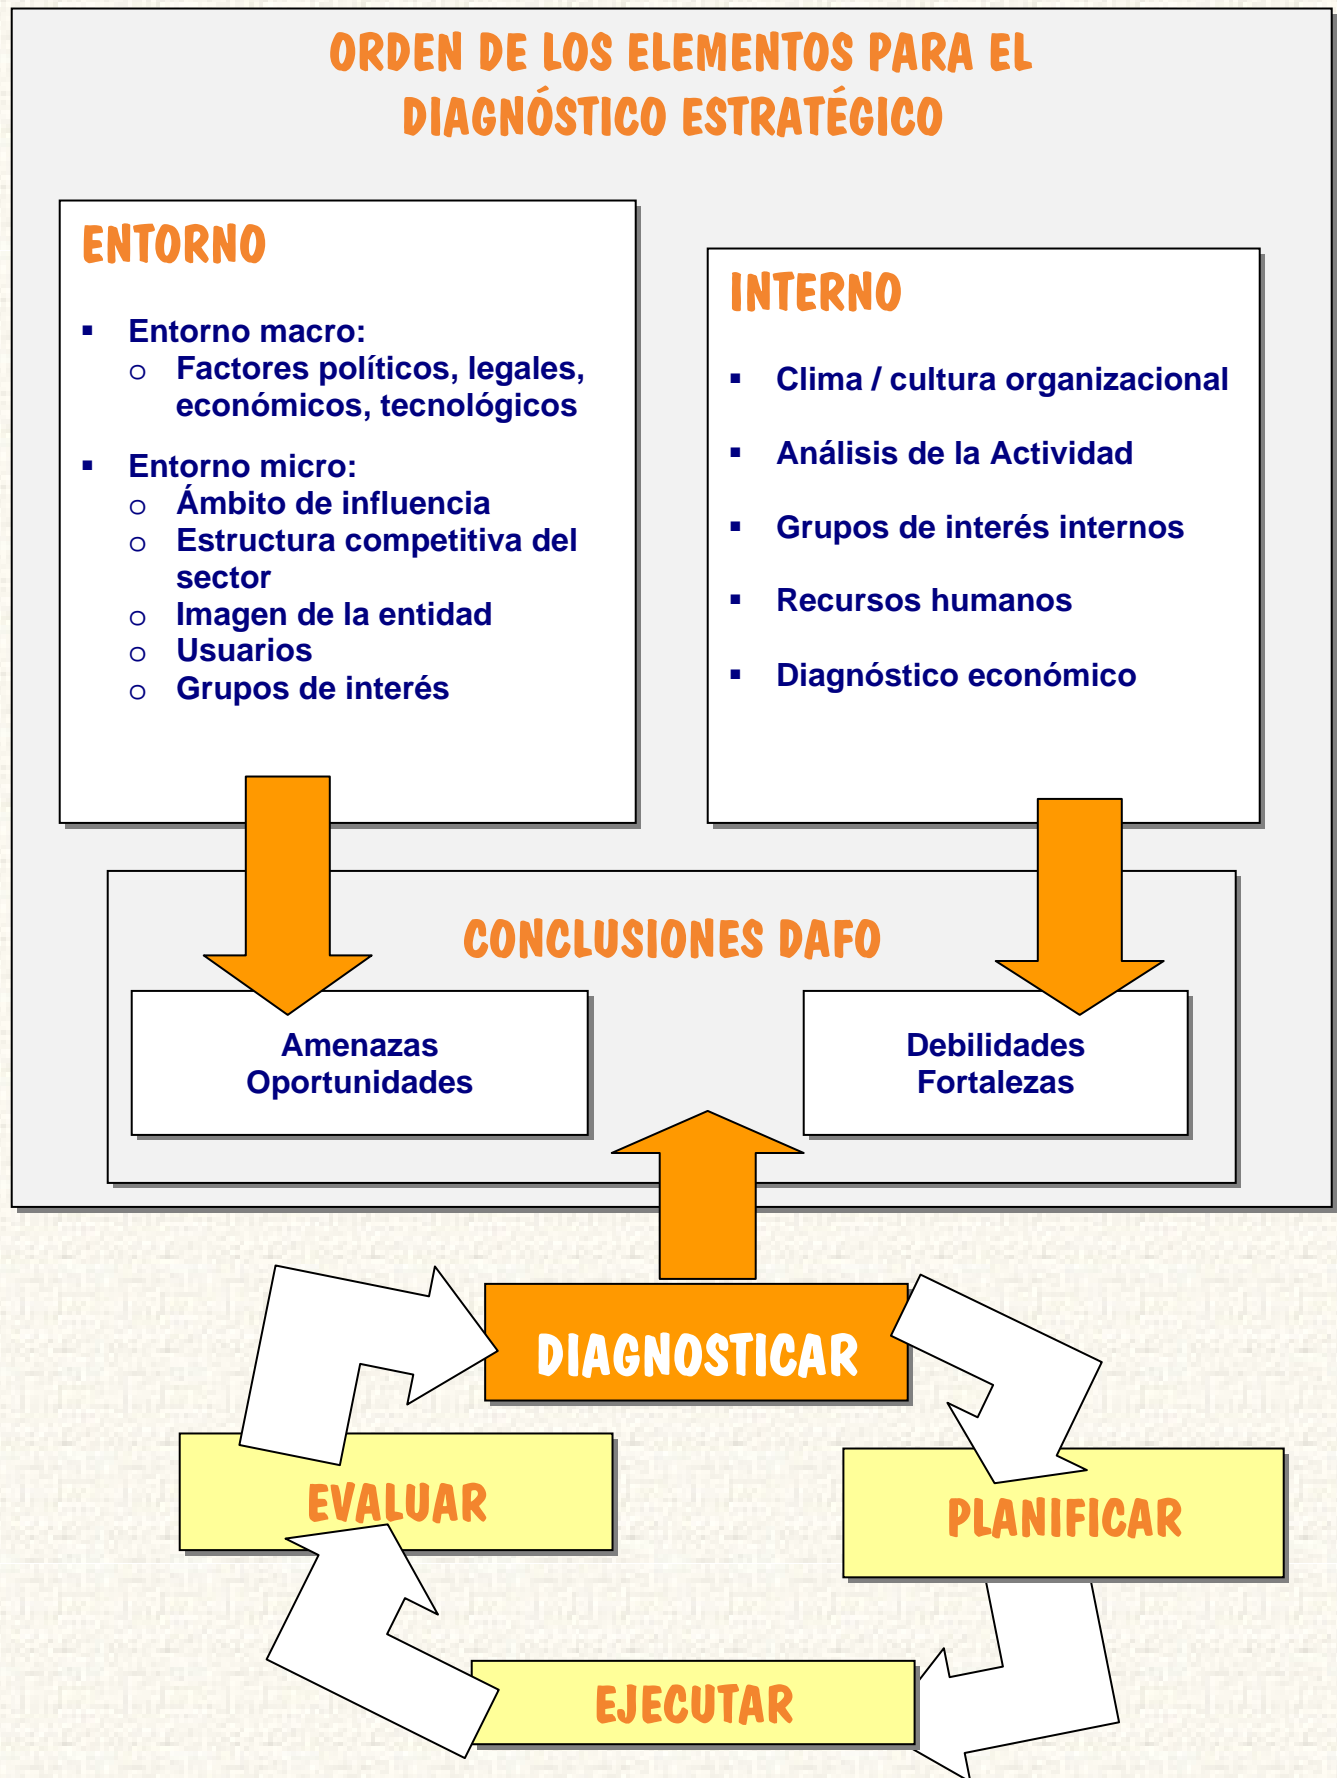 ORDEN DE LOS ELEMENTOS PARA EL
DIAGNÓSTICO ESTRATÉGICO
ENTORNO
▪ Entorno macro:
o Factores políticos, legales,
económicos, tecnológicos
▪ Entorno micro:
o Ámbito de influencia
o Estructura competitiva del
sector
o Imagen de la entidad
o Usuarios
o Grupos de interés
INTERNO
▪ Clima / cultura organizacional
▪ Análisis de la Actividad
▪ Grupos de interés internos
▪ Recursos humanos
▪ Diagnóstico económico
CONCLUSIONES DAFO
Amenazas
Oportunidades
Debilidades
Fortalezas
DIAGNOSTICAR
EVALUAR
PLANIFICAR
EJECUTAR